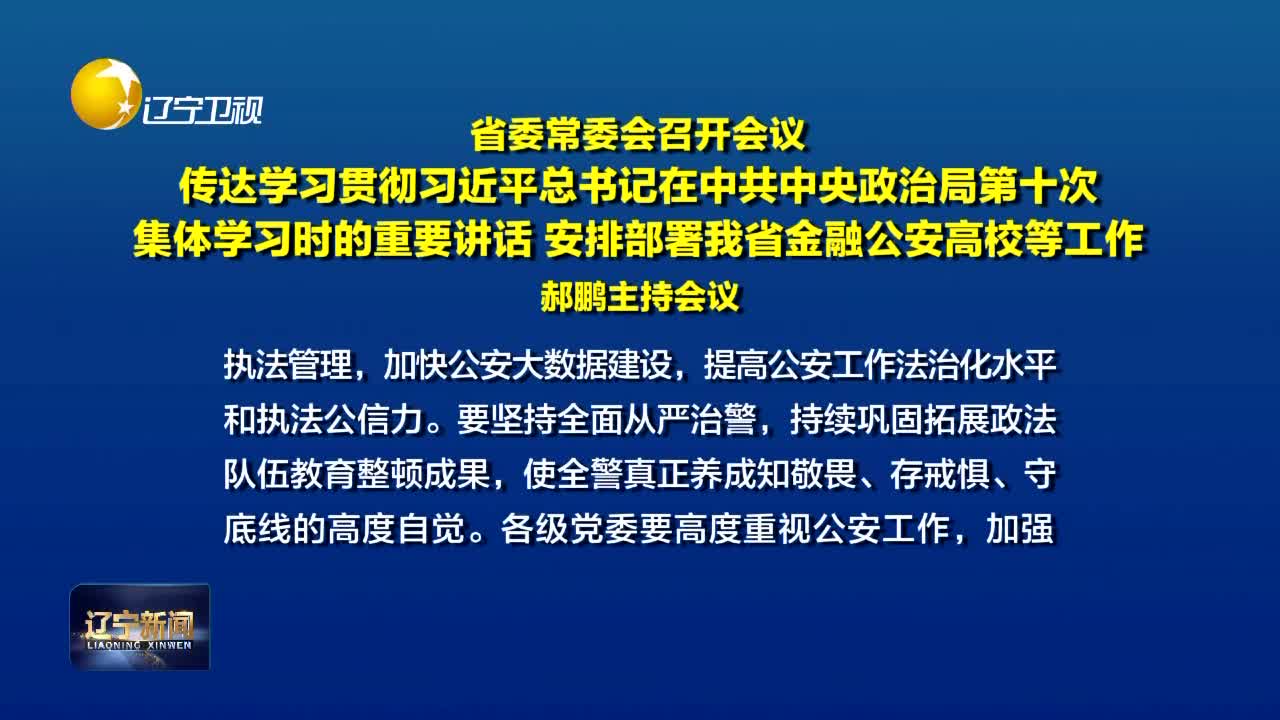 辽宁卫视
省委常委会召开会议
传达学习贯彻习近平总书记在中共中央政治局第十次
集体学习时的重要讲话 安排部署我省金融公安高校等工作
郝鹏主持会议
执法管理，加快公安大数据建设，提高公安工作法治化水平
和执法公信力。要坚持全面从严治警，持续巩固拓展政法
队伍教育整顿成果，使全警真正养成知敬畏、存戒惧、守
底线的高度自觉。各级党委要高度重视公安工作，加强
辽宁新闻
LIAONING XINWEN